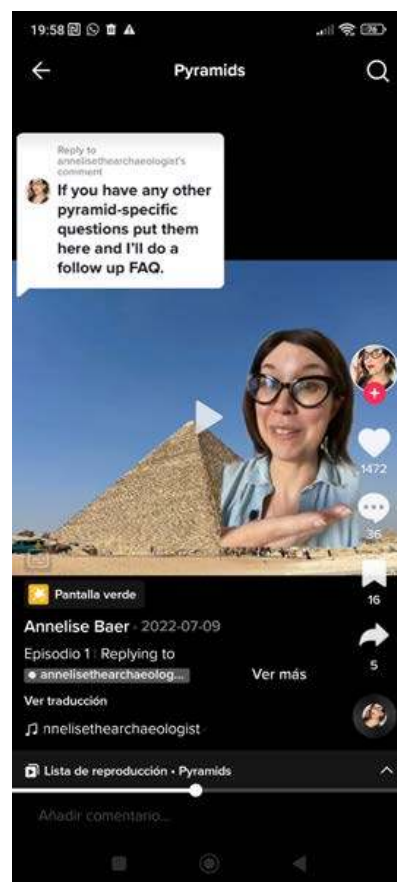 19:58
76
Pyramids
Reply to
annelisethearchaeologist's
comment
If you have any other
pyramid-specific
questions put them
here and I'll do a
follow up FAQ.
1472
36
Pantalla verde
16
Annelise Baer · 2022-07-09
Episodio 1 | Replying to
annelisethearchaeolog...
Ver más
5
Ver traducción
nnelisethearchaeologist
Lista de reproducción • Pyramids
Añadir comentario...